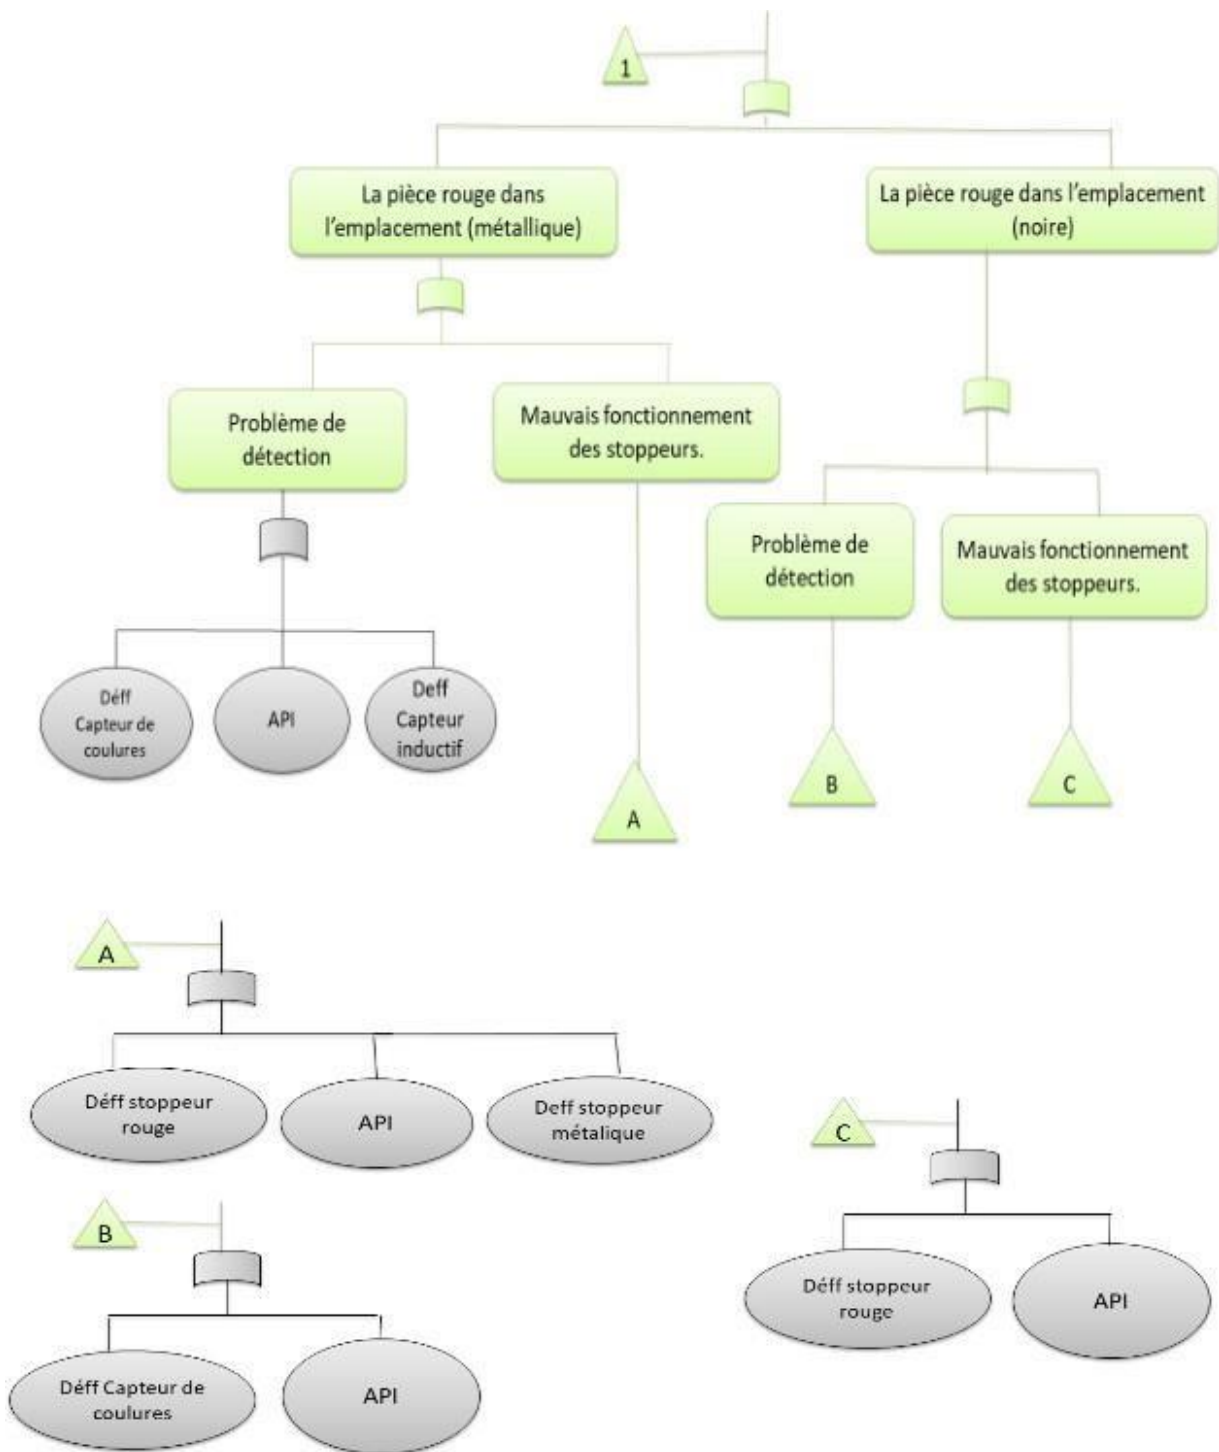 1
La pièce rouge dans
l'emplacement (métallique)
La pièce rouge dans l'emplacement
(noire)
Problème de
détection
Mauvais fonctionnement
des stoppeurs.
Problème de
détection
Mauvais fonctionnement
des stoppeurs.
Déff
Capteur de
coulures
API
Deff
Capteur
inductif
A
B
C
A
Déff stoppeur
rouge
API
Deff stoppeur
métalique
C
Déff stoppeur
rouge
API
B
Déff Capteur de
coulures
API